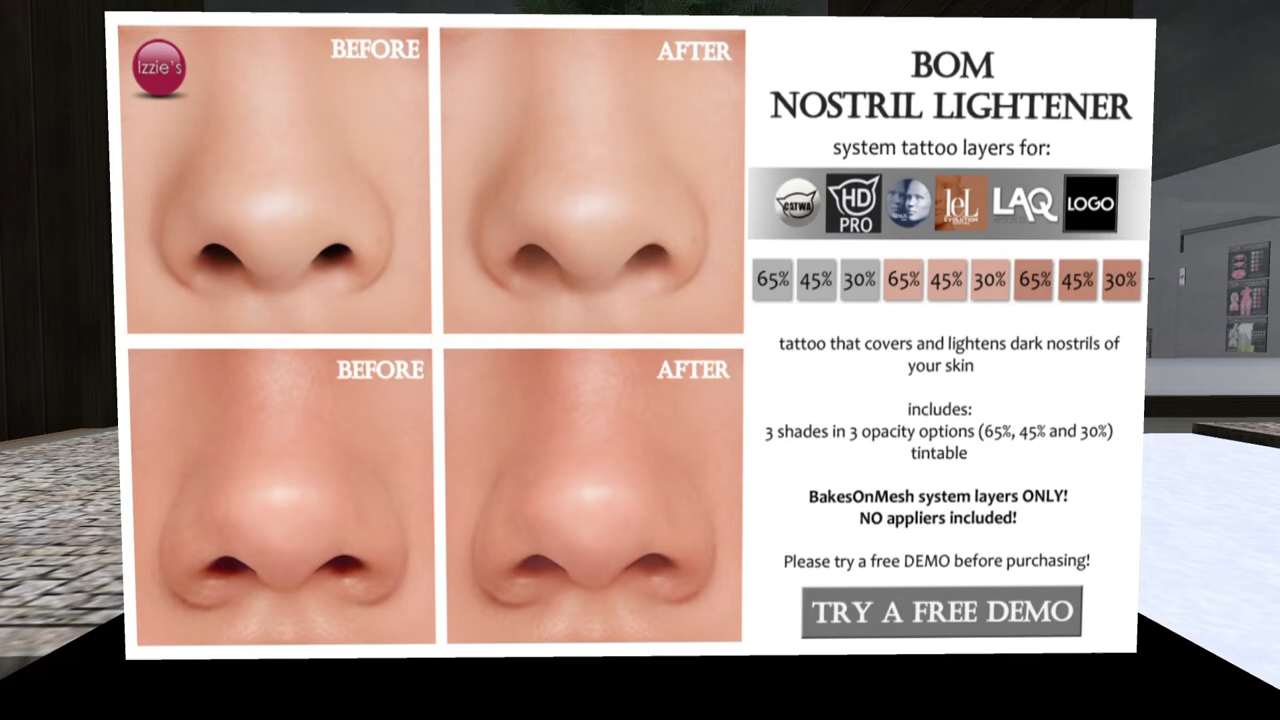 Izzie's
BEFORE
AFTER
BEFORE
AFTER
BOM
NOSTRIL LIGHTENER
system tattoo layers for:
CATWA
HD
PRO
leL
EVOLUTION
LAQ
LOGO
65% 45% 30% 65% 45% 30% 65% 45% 30%
tattoo that covers and lightens dark nostrils of
your skin
includes:
3 shades in 3 opacity options (65%, 45% and 30%)
tintable
BakesOnMesh system layers ONLY!
NO appliers included!
Please try a free DEMO before purchasing!
TRY A FREE DEMO